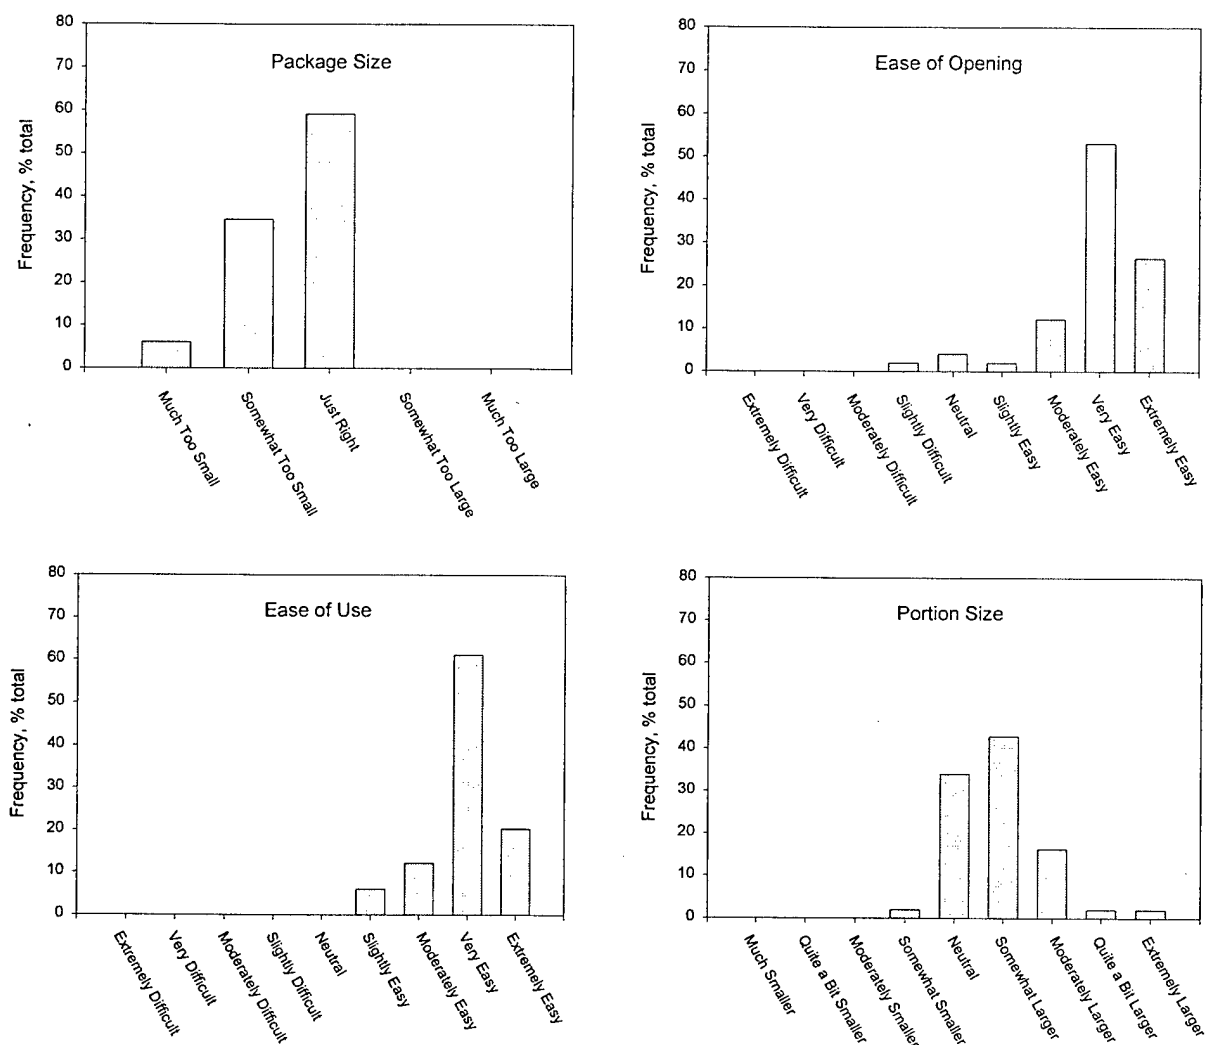 Package Size
Frequency, % total
80
70
60
50
40
30
20
10
0
Much Too Small
Somewhat Too Small
Just Right
Somewhat Too Large
Much Too Large
Ease of Opening
Frequency, % total
80
70
60
50
40
30
20
10
0
Extremely Difficult
Very Difficult
Moderately Difficult
Slightly Difficult
Neutral
Slightly Easy
Moderately Easy
Very Easy
Extremely Easy
Ease of Use
Frequency, % total
80
70
60
50
40
30
20
10
0
Extremely Difficult
Very Difficult
Moderately Difficult
Slightly Difficult
Neutral
Slightly Easy
Moderately Easy
Very Easy
Extremely Easy
Portion Size
Frequency, % total
80
70
60
50
40
30
20
10
0
Much Smaller
Quite a Bit Smaller
Moderately Smaller
Somewhat Smaller
Neutral
Somewhat Larger
Moderately Larger
Quite a Bit Larger
Extremely Larger